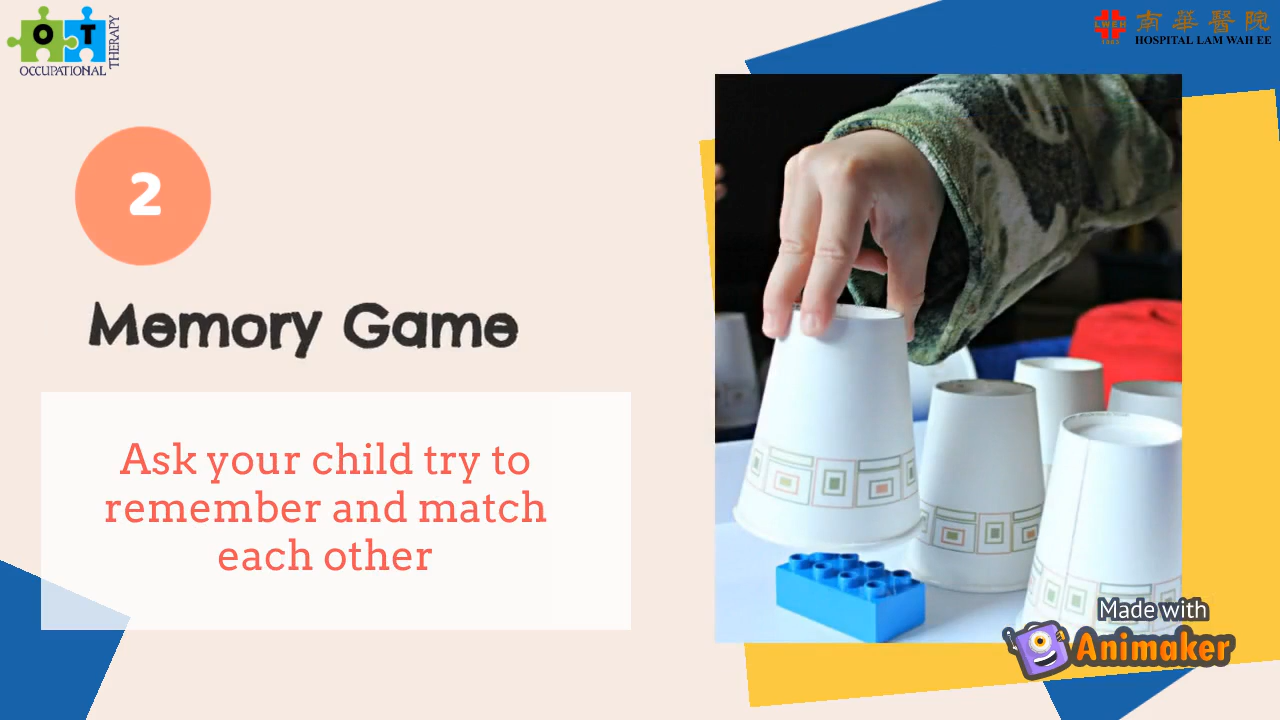 OT
OCCUPATIONAL
THERAPY
LWEH
南華醫院
HOSPITAL LAM WAH EE
2
Memory Game
Ask your child try to
remember and match
each other
Made with
Animaker